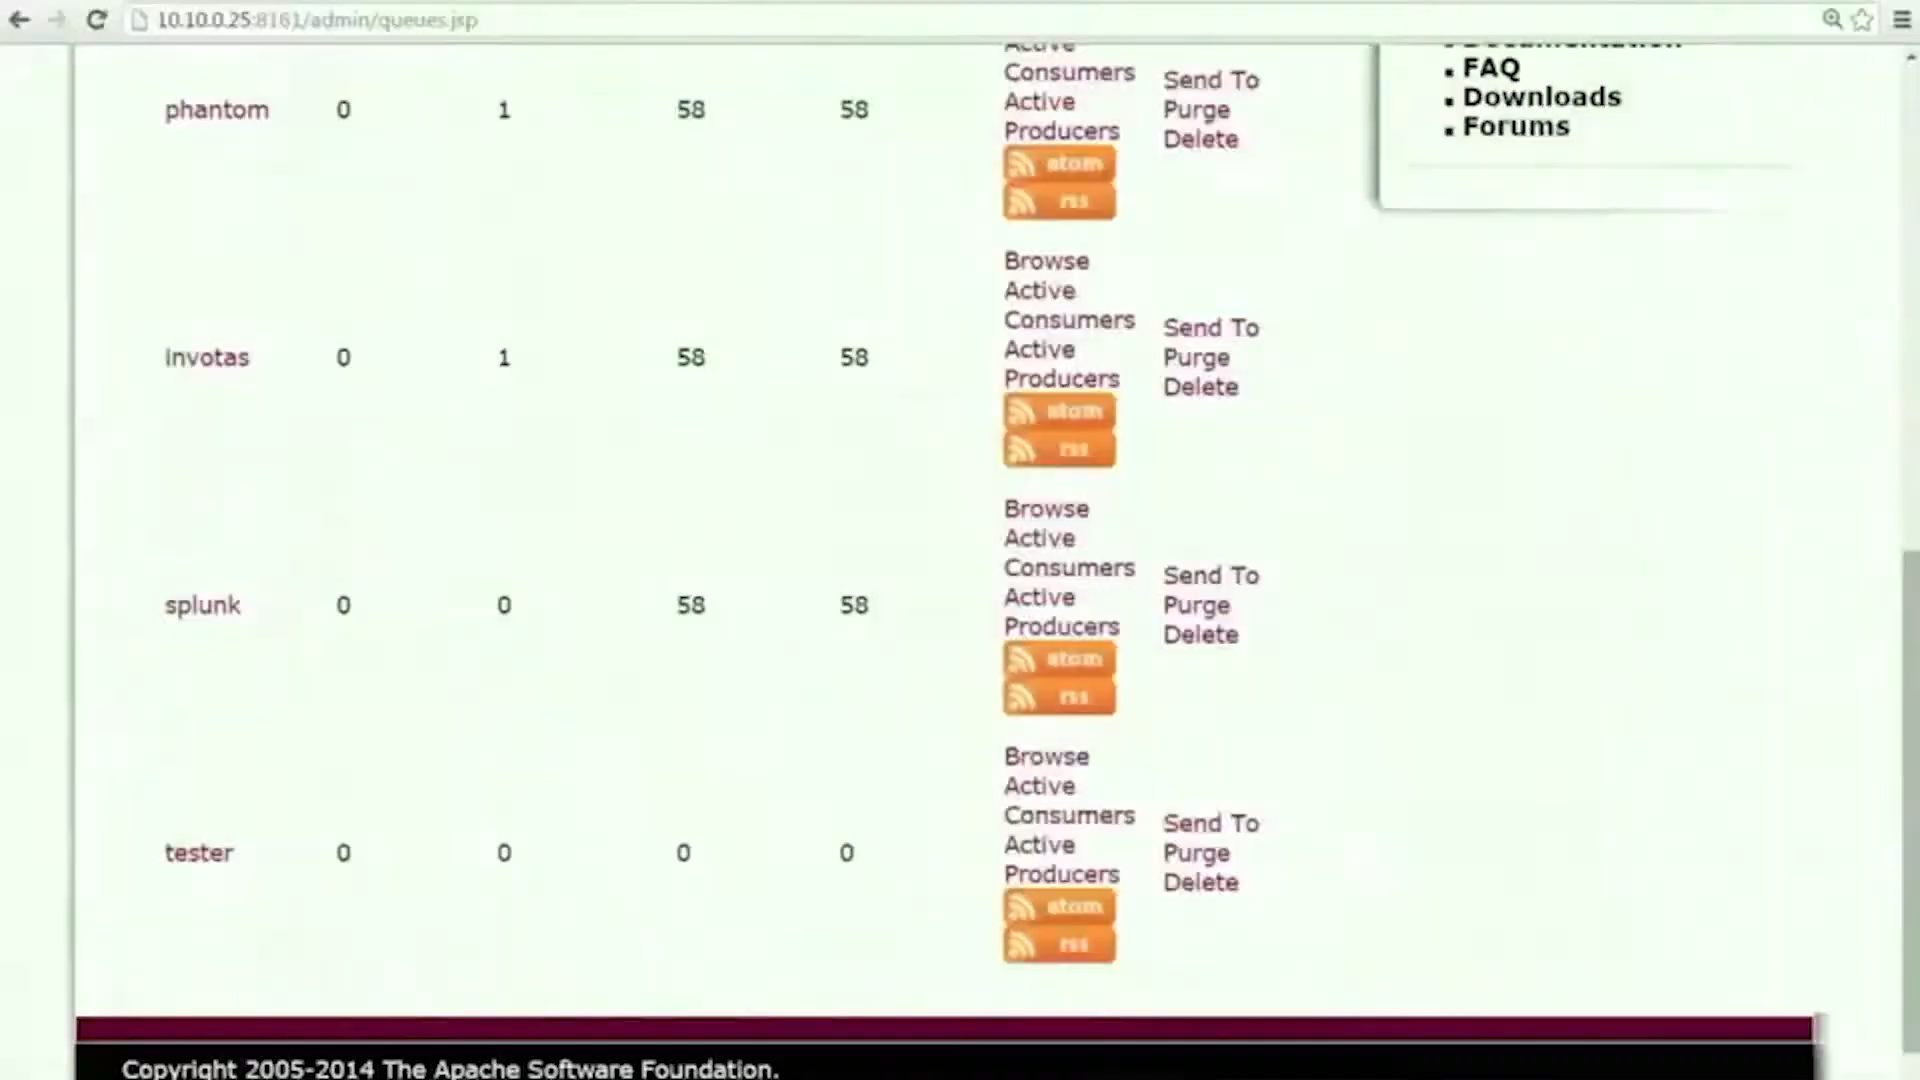 10.10.0.25:8161/admin/queues.jsp
Active
Consumers
Active
Producers
phantom 0 1 58 58
Send To
Purge
Delete
atom
rss
Documentation
FAQ
Downloads
Forums
Browse
Active
Consumers
Active
Producers
invotas 0 1 58 58
Send To
Purge
Delete
atom
rss
Browse
Active
Consumers
Active
Producers
splunk 0 0 58 58
Send To
Purge
Delete
atom
rss
Browse
Active
Consumers
Active
Producers
tester 0 0 0 0
Send To
Purge
Delete
atom
rss
Copyright 2005-2014 The Apache Software Foundation.